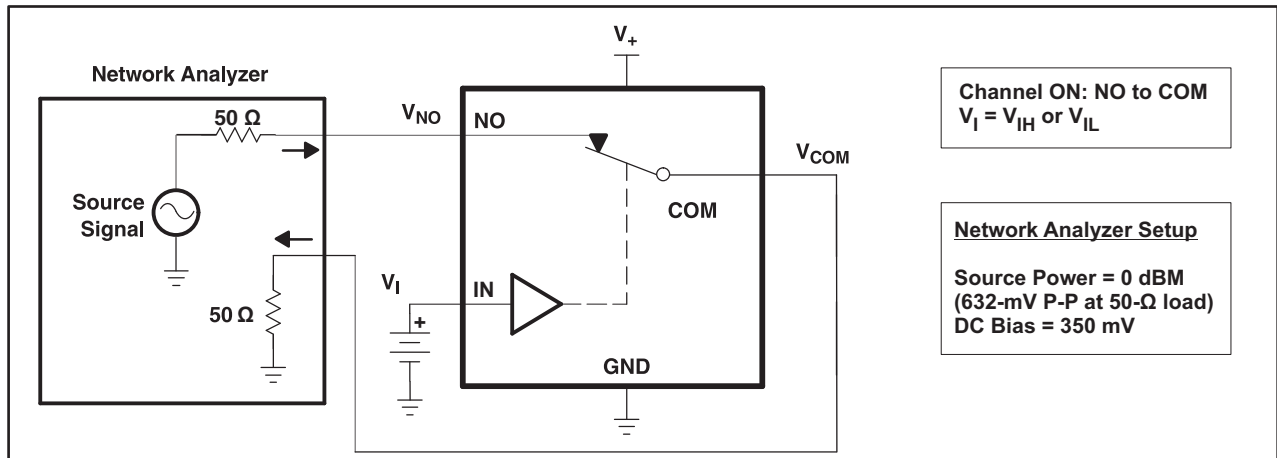 V+
Network Analyzer
50 Ω
VNO
NO
VCOM
Source
Signal
COM
VI
IN
50 Ω
+
GND
Channel ON: NO to COM
VI = VIH or VIL
Network Analyzer Setup
Source Power = 0 dBM
(632-mV P-P at 50-Ω load)
DC Bias = 350 mV